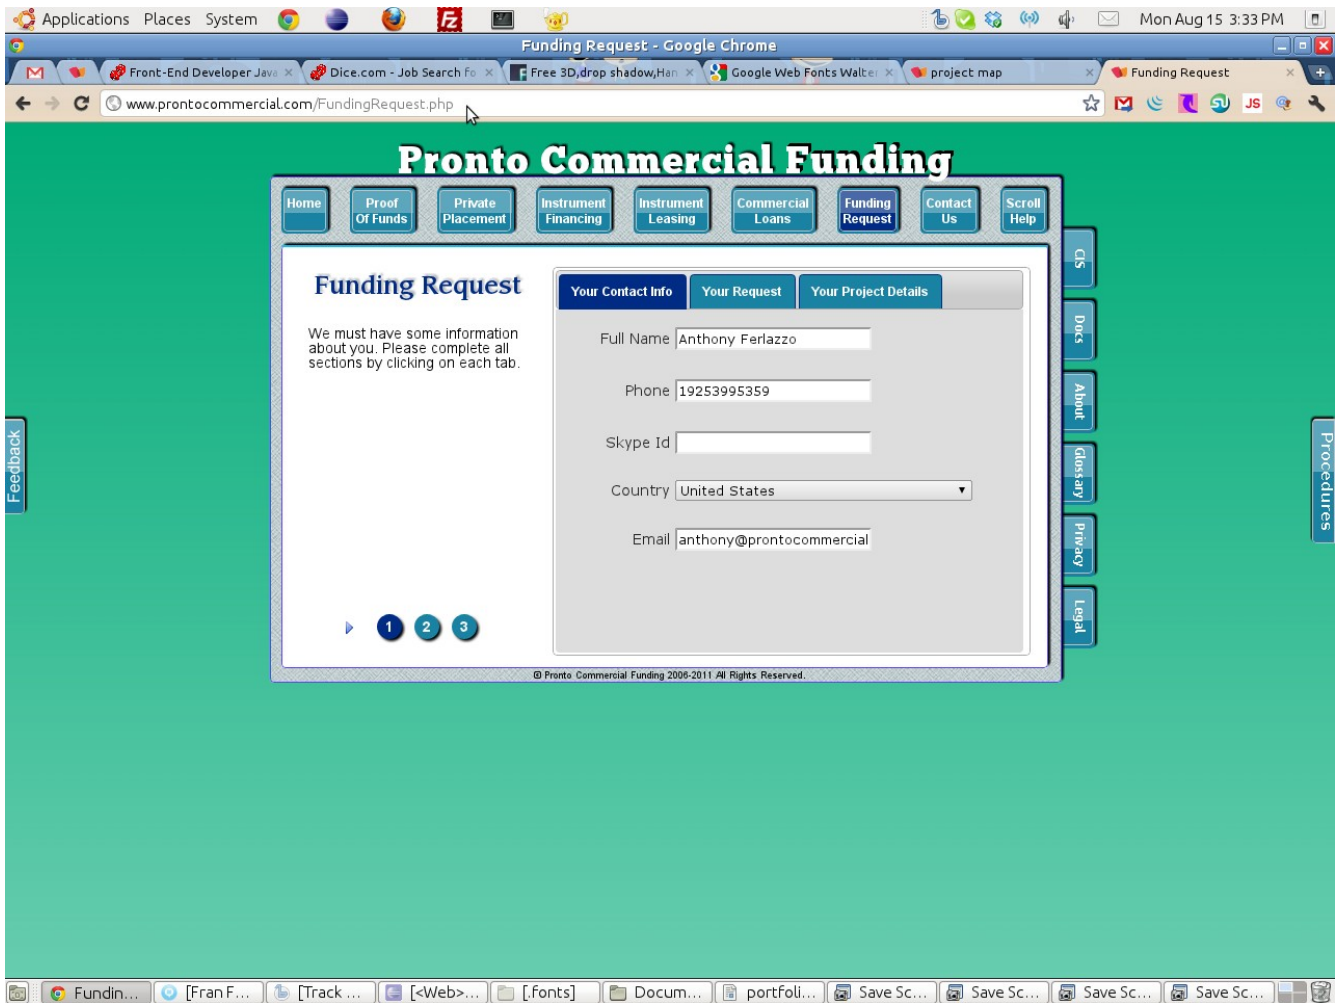 Applications Places System
Mon Aug 15 3:33 PM
Funding Request - Google Chrome
Front-End Developer Java
Dice.com - Job Search fo
Free 3D,drop shadow,Han
Google Web Fonts Walter
project map
Funding Request
www.prontocommercial.com/FundingRequest.php
JS
Pronto Commercial Funding
Home
Proof
Of Funds
Private
Placement
Instrument
Financing
Instrument
Leasing
Commercial
Loans
Funding
Request
Contact
Us
Scroll
Help
Funding Request
We must have some information
about you. Please complete all
sections by clicking on each tab.
1 2 3
Your Contact Info
Your Request
Your Project Details
Full Name Anthony Ferlazzo
Phone 19253995359
Skype Id
Country United States
Email anthony@prontocommercial
CIS
Docs
About
Glossary
Privacy
Legal
Feedback
Procedures
© Pronto Commercial Funding 2006-2011 All Rights Reserved.
Fundin...
[Fran F...
[Track ...
[<Web>...
[.fonts]
Docum...
portfoli...
Save Sc...
Save Sc...
Save Sc...
Save Sc...